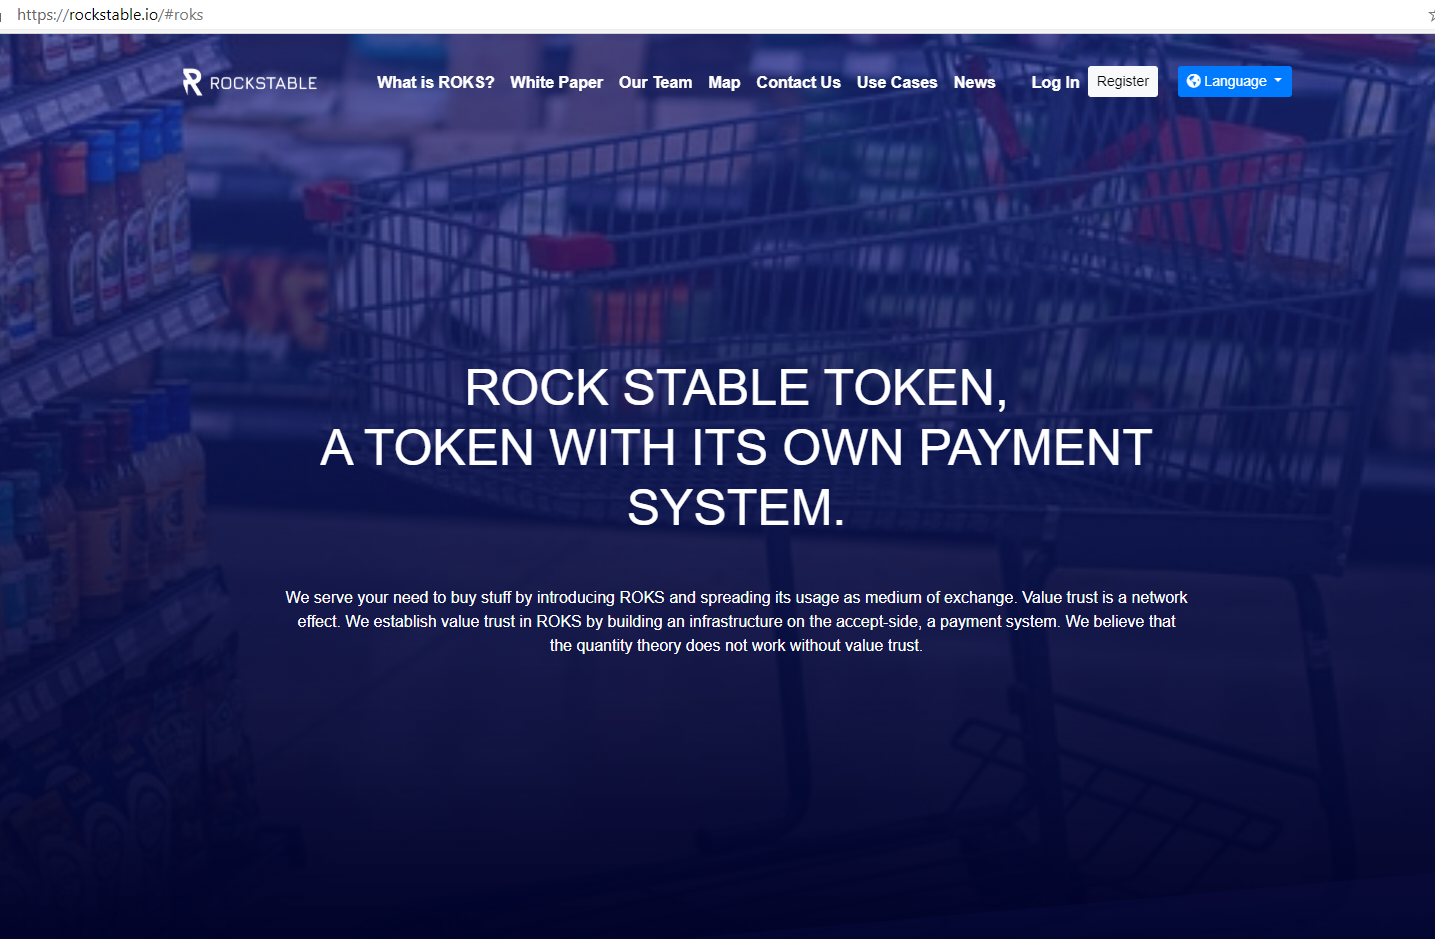 https://rockstable.io/#roks
ROCKSTABLE What is ROKS? White Paper Our Team Map Contact Us Use Cases News Log In Register Language
ROCK STABLE TOKEN,
A TOKEN WITH ITS OWN PAYMENT
SYSTEM.
We serve your need to buy stuff by introducing ROKS and spreading its usage as medium of exchange. Value trust is a network
effect. We establish value trust in ROKS by building an infrastructure on the accept-side, a payment system. We believe that
the quantity theory does not work without value trust.